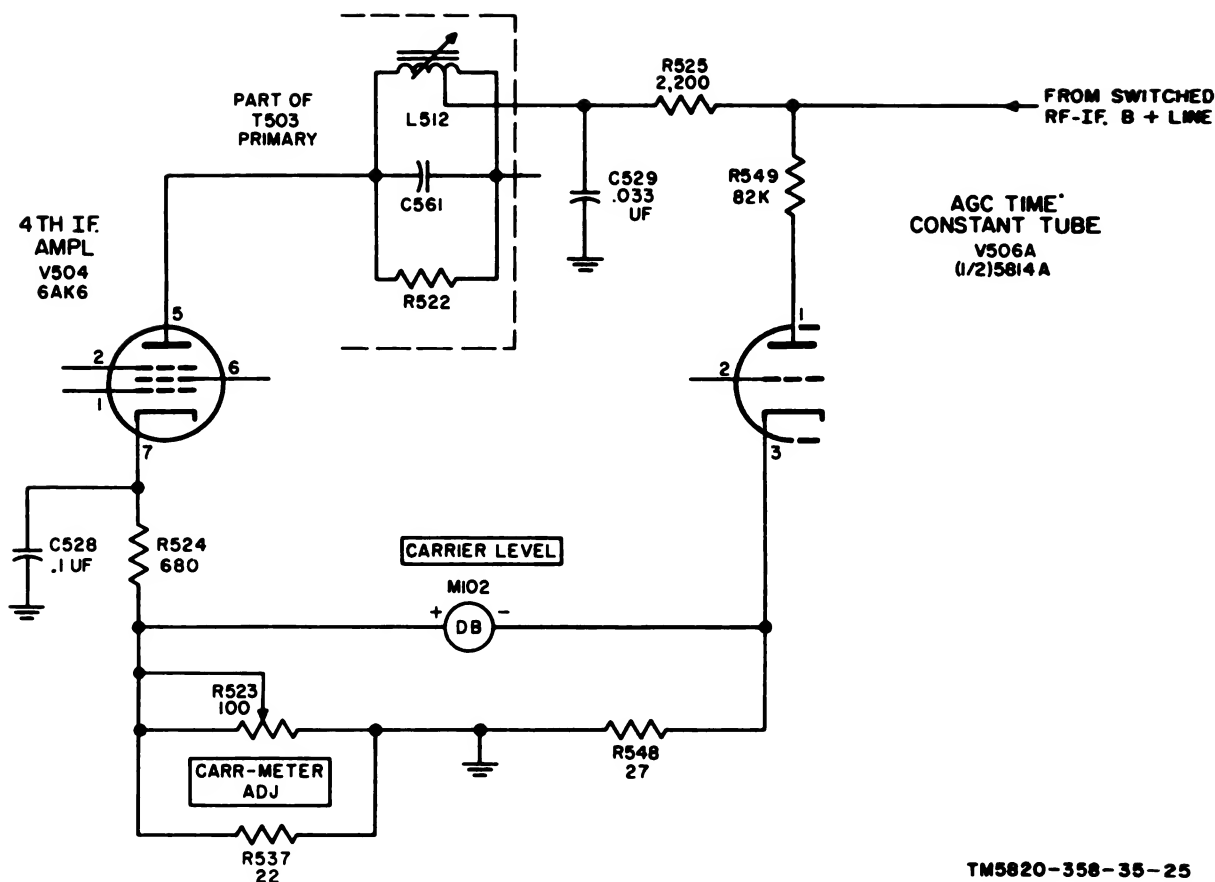 R525
2,200
FROM SWITCHED
RF-IF. B + LINE
PART OF
T503
PRIMARY
L512
C561
R522
C529
.033
UF
R549
82K
AGC TIME
CONSTANT TUBE
V506A
(1/2)5814A
4TH IF.
AMPL
V504
6AK6
5
2
6
1
7
1
2
3
C528
.1 UF
R524
680
CARRIER LEVEL
M102
+
DB
-
R523
100
CARR-METER
ADJ
R537
22
R548
27
TM5820-358-35-25